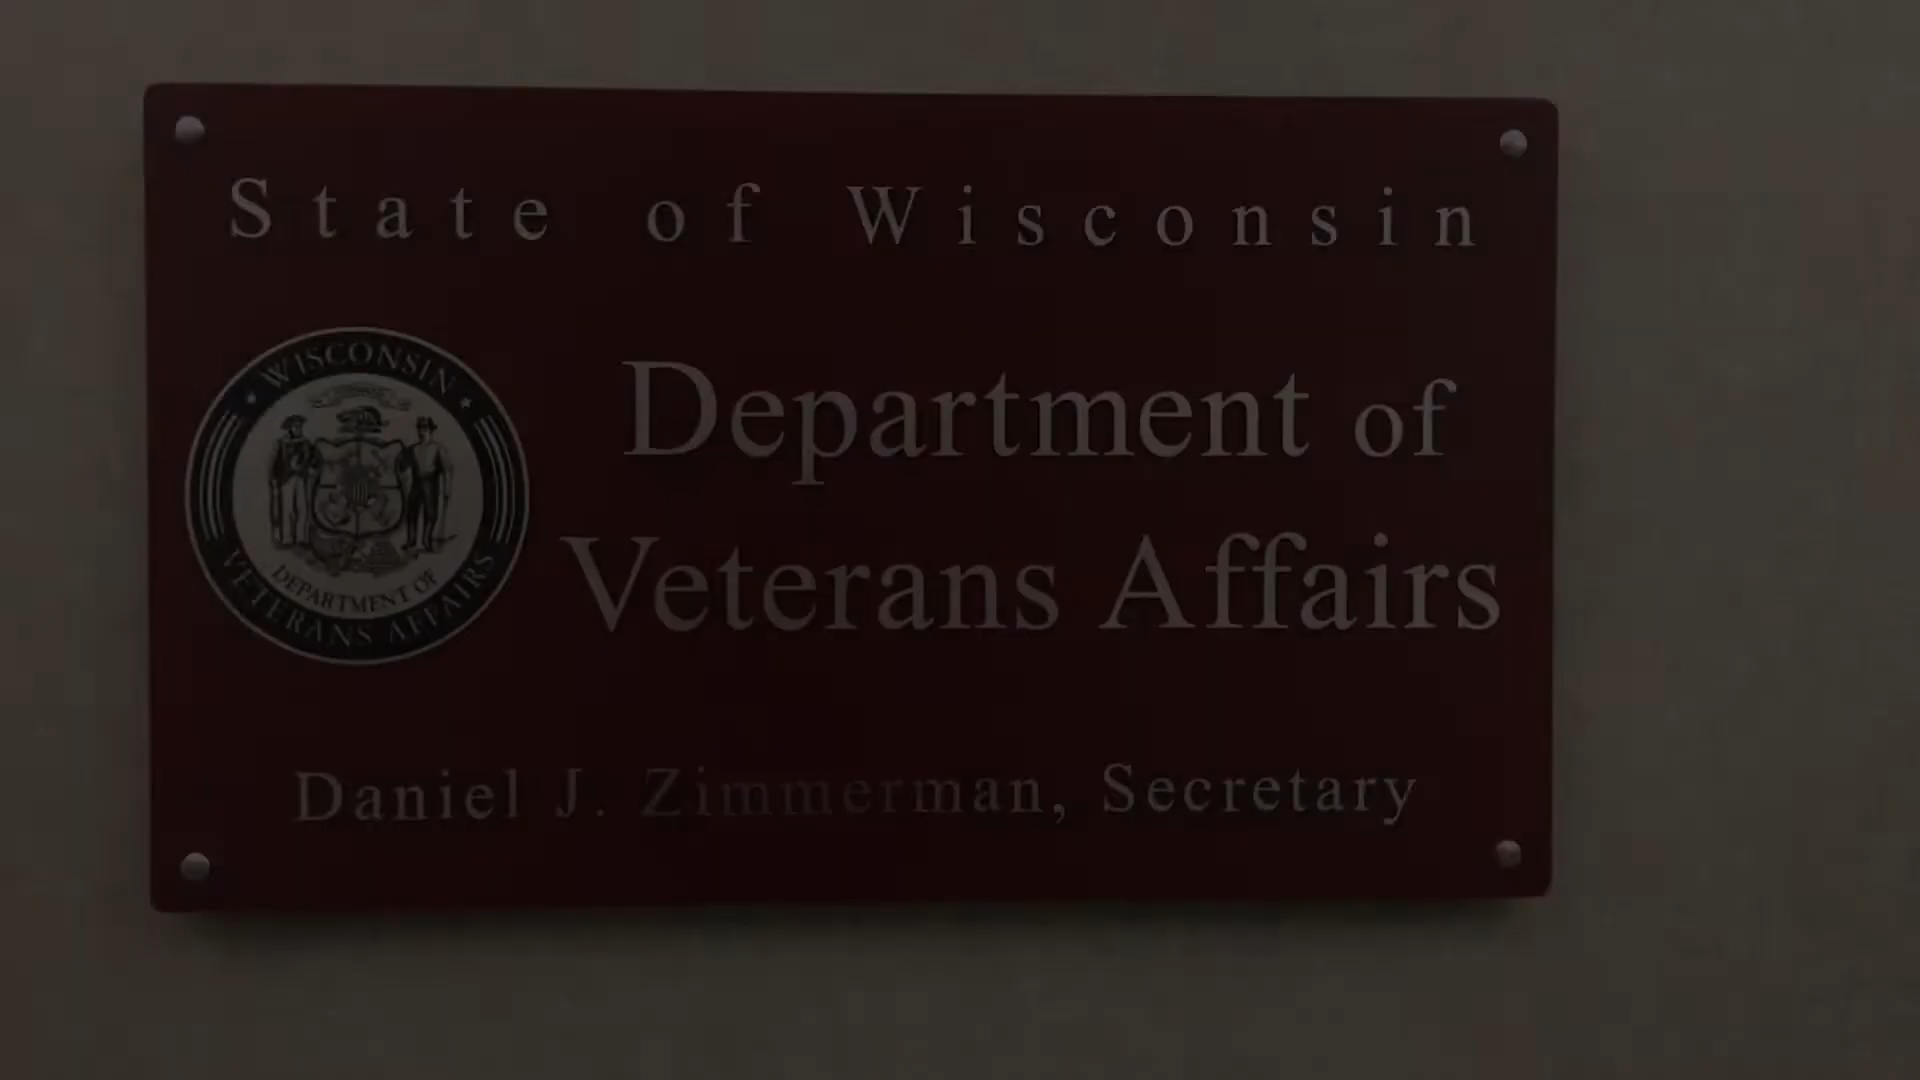 State of Wisconsin
WISCONSIN
DEPARTMENT OF
VETERANS AFFAIRS
Department of
Veterans Affairs
Daniel J. Zimmerman, Secretary